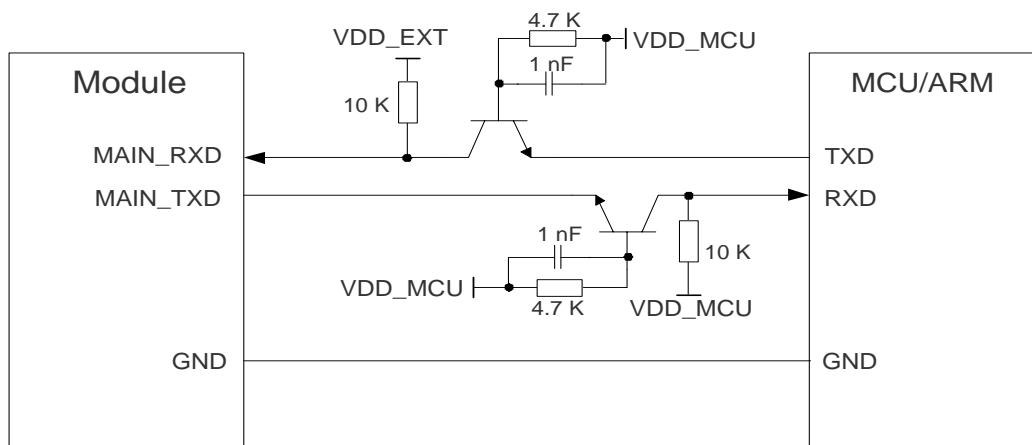 4.7 K
VDD_EXT
VDD_MCU
1 nF
Module
MCU/ARM
10 K
MAIN_RXD
TXD
MAIN_TXD
RXD
1 nF
10 K
VDD_MCU
4.7 K
VDD_MCU
GND
GND